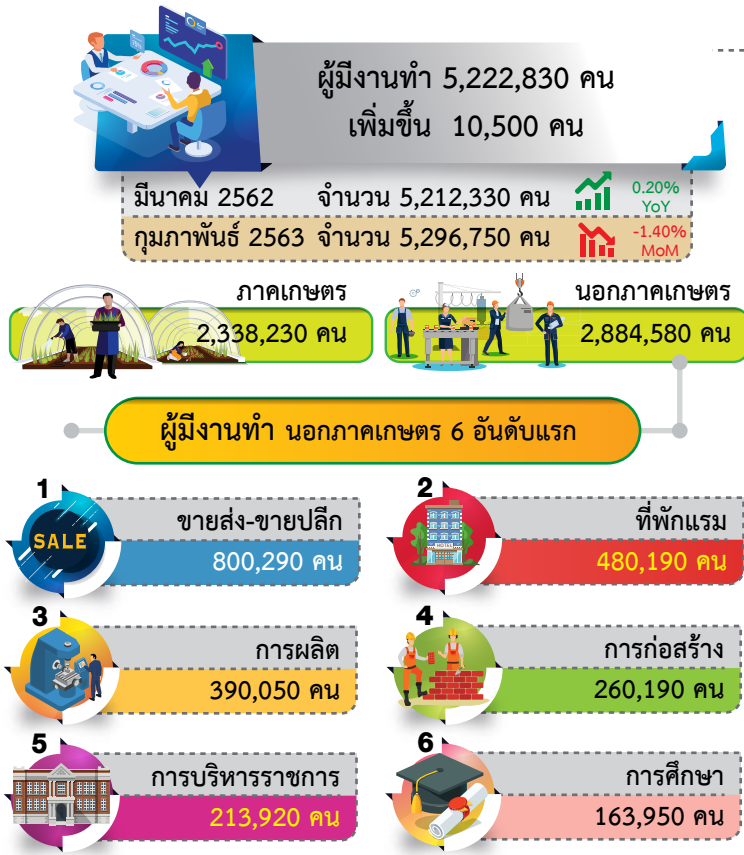 ผู้มีงานทำ 5,222,830 คน
เพิ่มขึ้น 10,500 คน
มีนาคม 2562 จำนวน 5,212,330 คน 0.20% YoY
กุมภาพันธ์ 2563 จำนวน 5,296,750 คน -1.40% MoM
ภาคเกษตร
2,338,230 คน
นอกภาคเกษตร
2,884,580 คน
ผู้มีงานทำ นอกภาคเกษตร 6 อันดับแรก
1
SALE
ขายส่ง-ขายปลีก
800,290 คน
2
HOTEL
ที่พักแรม
480,190 คน
3
การผลิต
390,050 คน
4
การก่อสร้าง
260,190 คน
5
การบริหารราชการ
213,920 คน
6
การศึกษา
163,950 คน